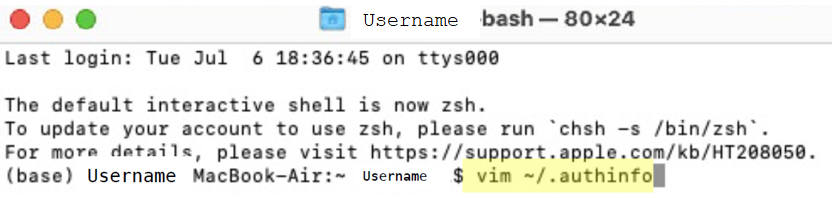 Username -bash — 80×24
Last login: Tue Jul  6 18:36:45 on ttys000
The default interactive shell is now zsh.
To update your account to use zsh, please run `chsh -s /bin/zsh`.
For more details, please visit https://support.apple.com/kb/HT208050.
(base) Username MacBook-Air:~ Username $ vim ~/.authinfo